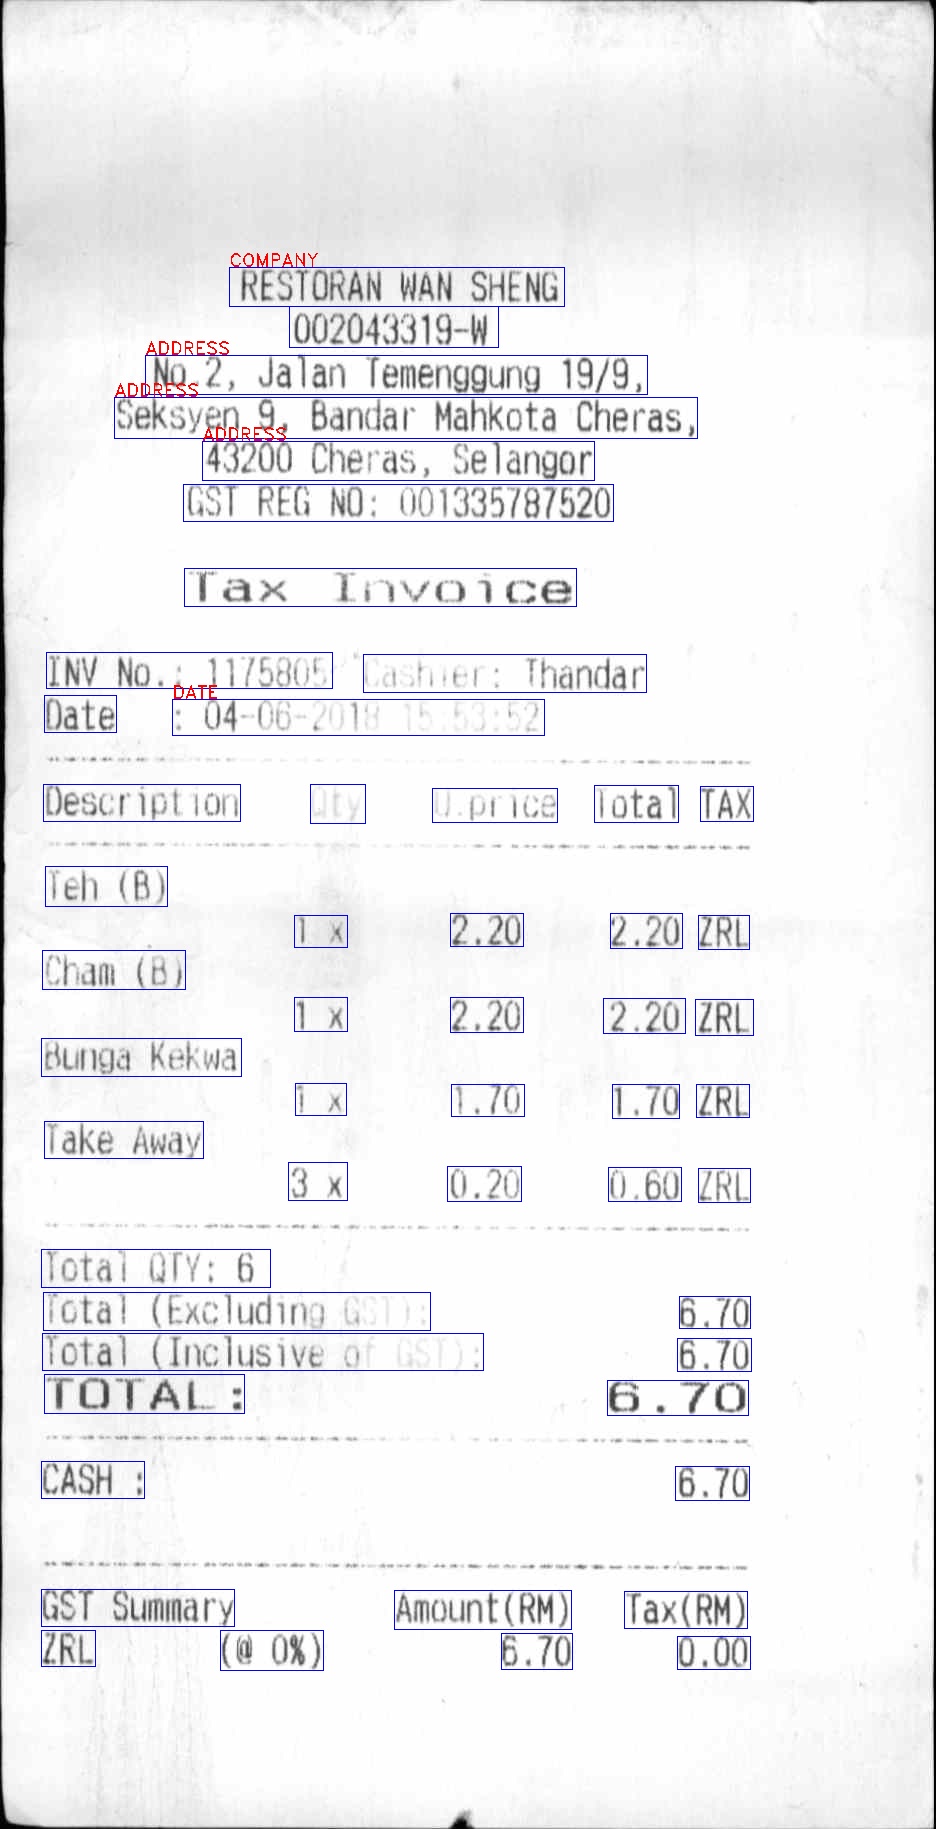 COMPANY
RESTORAN WAN SHENG
002043319-W
ADDRESS
No.2, Jalan Temenggung 19/9,
ADDRESS
Seksyen 9, Bandar Mahkota Cheras,
ADDRESS
43200 Cheras, Selangor
GST REG NO: 001335787520
Tax Invoice
INV No.: 1175805 Cashier: Thandar
DATE
Date : 04-06-2018 15:53:52
Description Qty U.price Total TAX
Teh (B)
1 x 2.20 2.20 ZRL
Cham (B)
1 x 2.20 2.20 ZRL
Bunga Kekwa
1 x 1.70 1.70 ZRL
Take Away
3 x 0.20 0.60 ZRL
Total QTY: 6
Total (Excluding GST): 6.70
Total (Inclusive of GST): 6.70
TOTAL: 6.70
CASH : 6.70
GST Summary Amount(RM) Tax(RM)
ZRL (@ 0%) 6.70 0.00